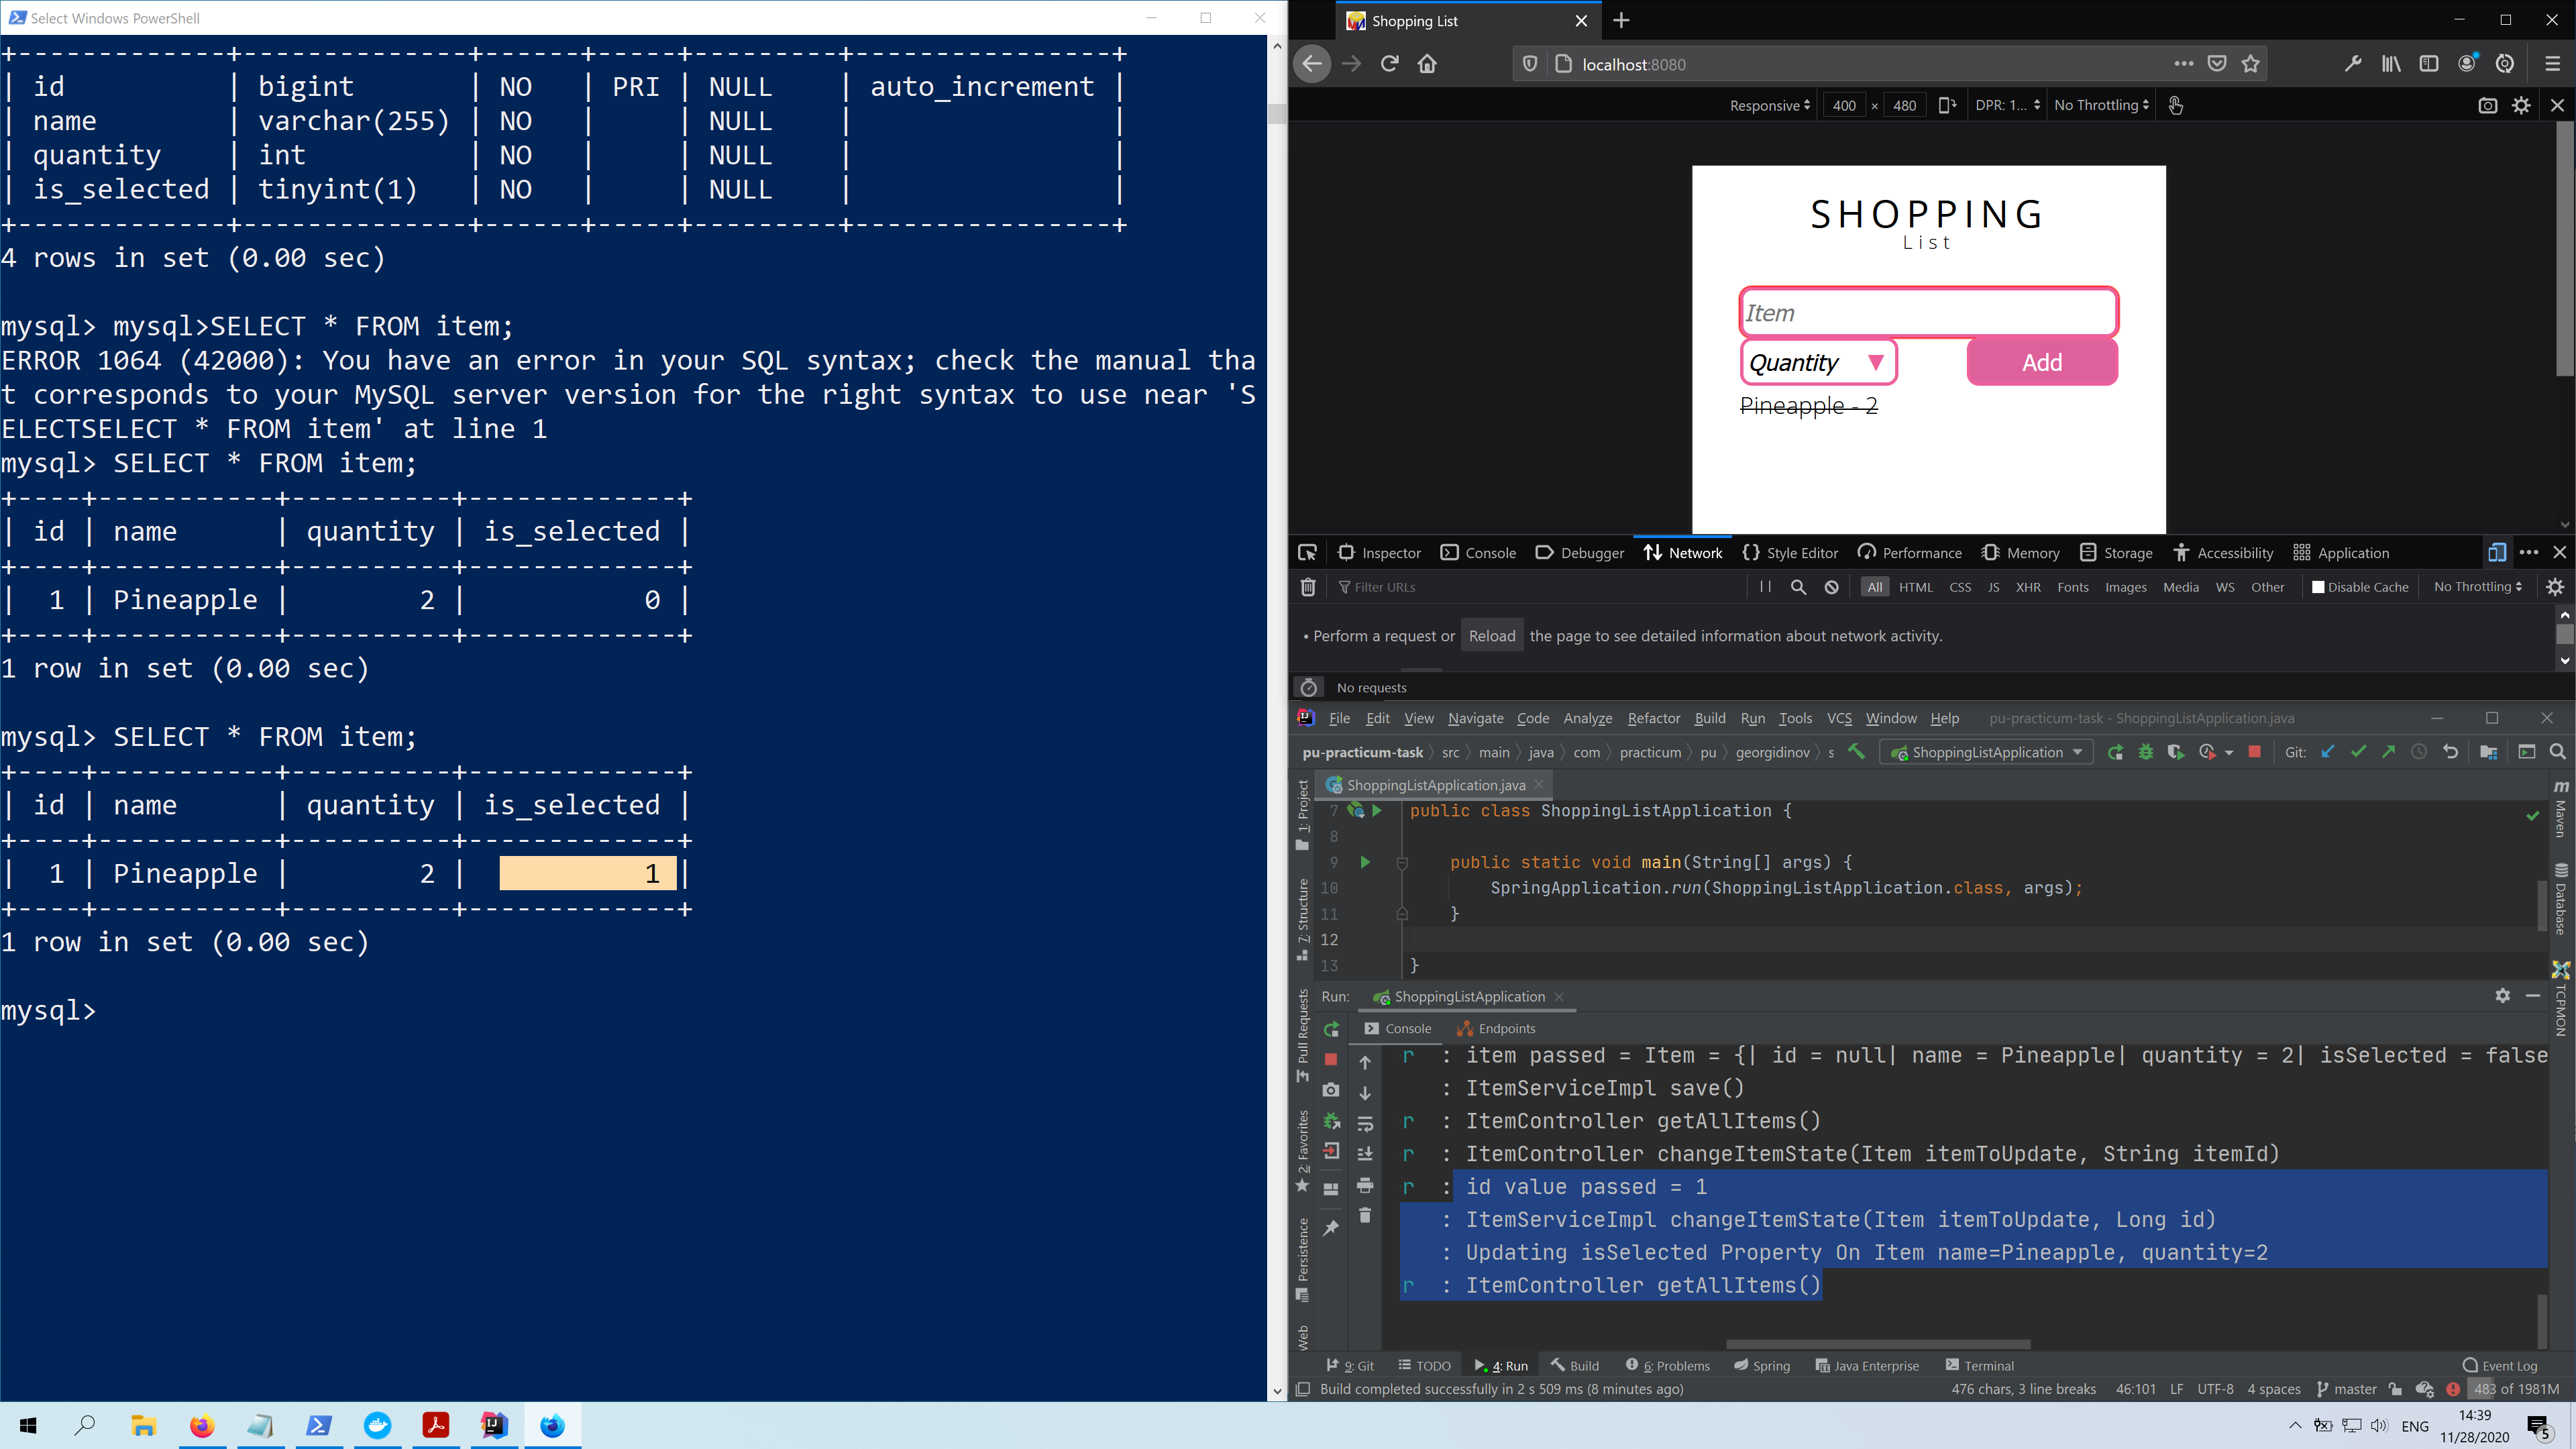 Select Windows PowerShell
+-------------+--------------+------+-----+---------+----------------+
| id          | bigint       | NO   | PRI | NULL    | auto_increment |
| name        | varchar(255) | NO   |     | NULL    |                |
| quantity    | int          | NO   |     | NULL    |                |
| is_selected | tinyint(1)   | NO   |     | NULL    |                |
+-------------+--------------+------+-----+---------+----------------+
4 rows in set (0.00 sec)
mysql> mysql>SELECT * FROM item;
ERROR 1064 (42000): You have an error in your SQL syntax; check the manual tha
t corresponds to your MySQL server version for the right syntax to use near 'S
ELECTSELECT * FROM item' at line 1
mysql> SELECT * FROM item;
+----+-----------+----------+-------------+
| id | name      | quantity | is_selected |
+----+-----------+----------+-------------+
|  1 | Pineapple |        2 |           0 |
+----+-----------+----------+-------------+
1 row in set (0.00 sec)
mysql> SELECT * FROM item;
+----+-----------+----------+-------------+
| id | name      | quantity | is_selected |
+----+-----------+----------+-------------+
|  1 | Pineapple |        2 |           1 |
+----+-----------+----------+-------------+
1 row in set (0.00 sec)
mysql>
Shopping List
localhost:8080
Responsive 400 × 480 DPR: 1... No Throttling
SHOPPING
List
Item
Quantity Add
Pineapple - 2
Inspector Console Debugger Network Style Editor Performance Memory Storage Accessibility Application
Filter URLs All HTML CSS JS XHR Fonts Images Media WS Other Disable Cache No Throttling
• Perform a request or Reload the page to see detailed information about network activity.
No requests
File Edit View Navigate Code Analyze Refactor Build Run Tools VCS Window Help pu-practicum-task - ShoppingListApplication.java
pu-practicum-task src main java com practicum pu georgidinov s ShoppingListApplication Git:
ShoppingListApplication.java
7 public class ShoppingListApplication {
8
9 public static void main(String[] args) {
10 SpringApplication.run(ShoppingListApplication.class, args);
11 }
12
13 }
1: Project
7: Structure
Pull Requests
2: Favorites
Persistence
Web
Maven
Database
TCPMON
Run: ShoppingListApplication
Console Endpoints
r : item passed = Item = {| id = null| name = Pineapple| quantity = 2| isSelected = false
: ItemServiceImpl save()
r : ItemController getAllItems()
r : ItemController changeItemState(Item itemToUpdate, String itemId)
r : id value passed = 1
: ItemServiceImpl changeItemState(Item itemToUpdate, Long id)
: Updating isSelected Property On Item name=Pineapple, quantity=2
r : ItemController getAllItems()
9: Git TODO 4: Run Build 6: Problems Spring Java Enterprise Terminal Event Log
Build completed successfully in 2 s 509 ms (8 minutes ago) 476 chars, 3 line breaks 46:101 LF UTF-8 4 spaces master 483 of 1981M
ENG 14:39
11/28/2020 5